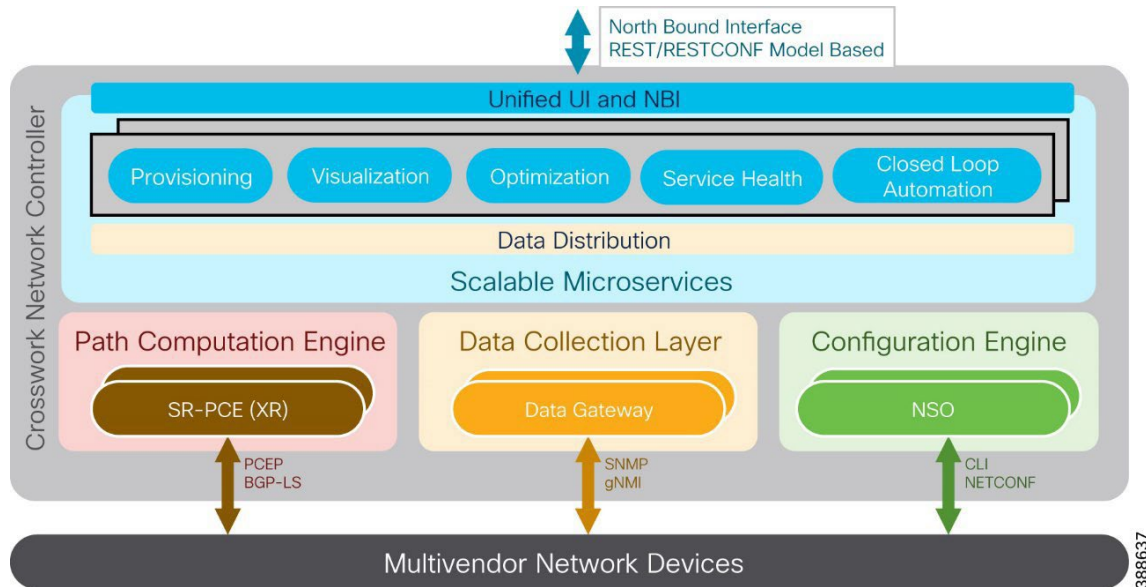 North Bound Interface
REST/RESTCONF Model Based
Crosswork Network Controller
Unified UI and NBI
Provisioning
Visualization
Optimization
Service Health
Closed Loop
Automation
Data Distribution
Scalable Microservices
Path Computation Engine
SR-PCE (XR)
Data Collection Layer
Data Gateway
Configuration Engine
NSO
PCEP
BGP-LS
SNMP
gNMI
CLI
NETCONF
Multivendor Network Devices
388637